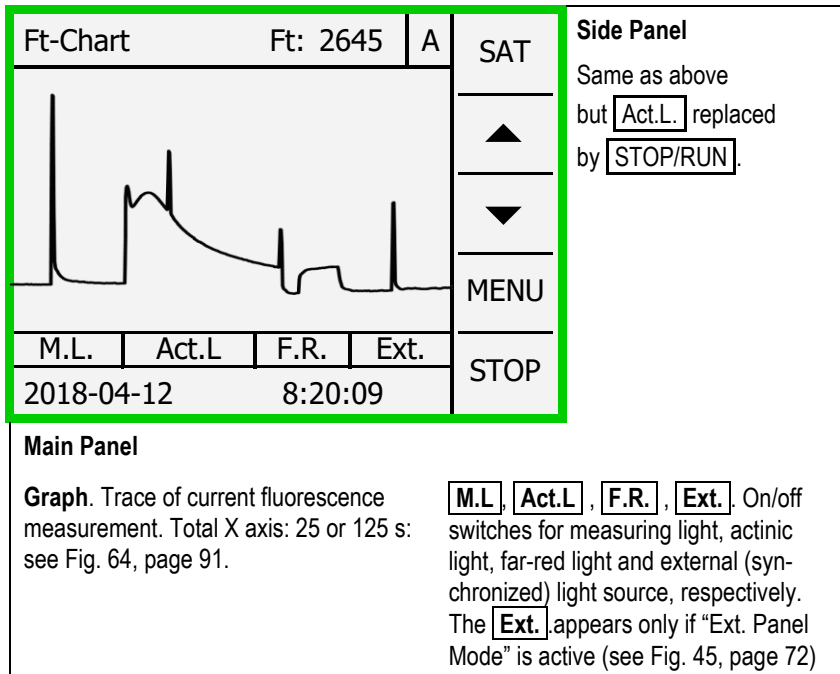 Ft-Chart Ft: 2645 A
SAT
MENU
STOP
M.L. Act.L F.R. Ext.
2018-04-12 8:20:09
Side Panel
Same as above
but Act.L. replaced
by STOP/RUN.
Main Panel
Graph. Trace of current fluorescence
measurement. Total X axis: 25 or 125 s:
see Fig. 64, page 91.
M.L, Act.L , F.R. , Ext. . On/off
switches for measuring light, actinic
light, far-red light and external (syn-
chronized) light source, respectively.
The Ext. .appears only if “Ext. Panel
Mode” is active (see Fig. 45, page 72)